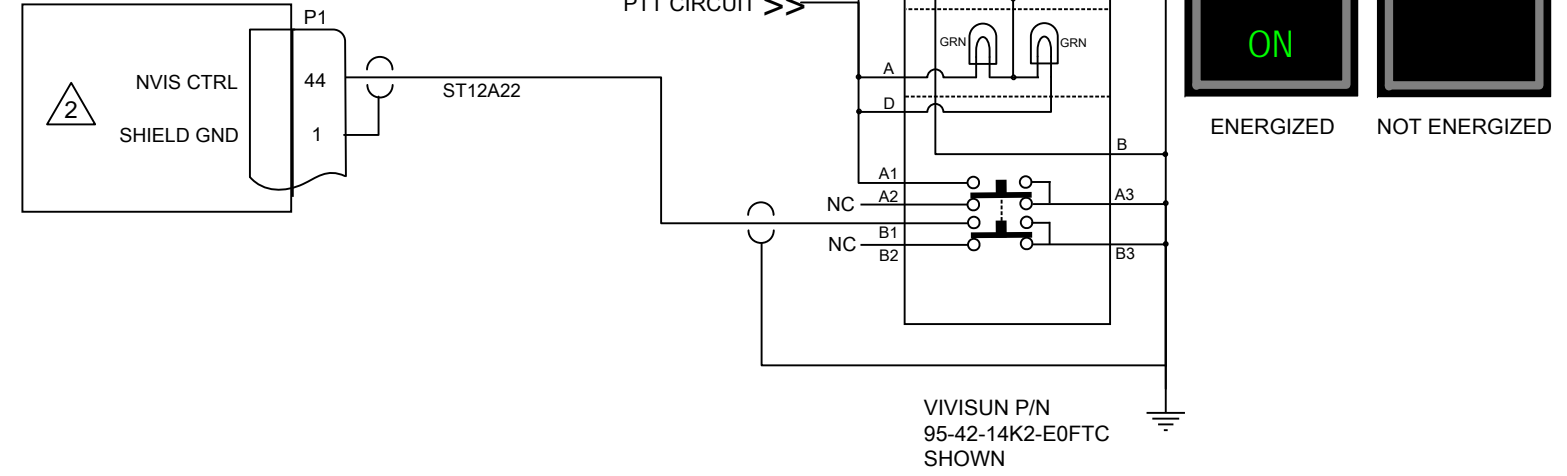 PTT CIRCUIT >>
P1
NVIS CTRL 44
SHIELD GND 1
2
ST12A22
GRN
GRN
A
D
B
A1
NC A2
A3
B1
NC B2
B3
ON
ENERGIZED
NOT ENERGIZED
VIVISUN P/N
95-42-14K2-E0FTC
SHOWN